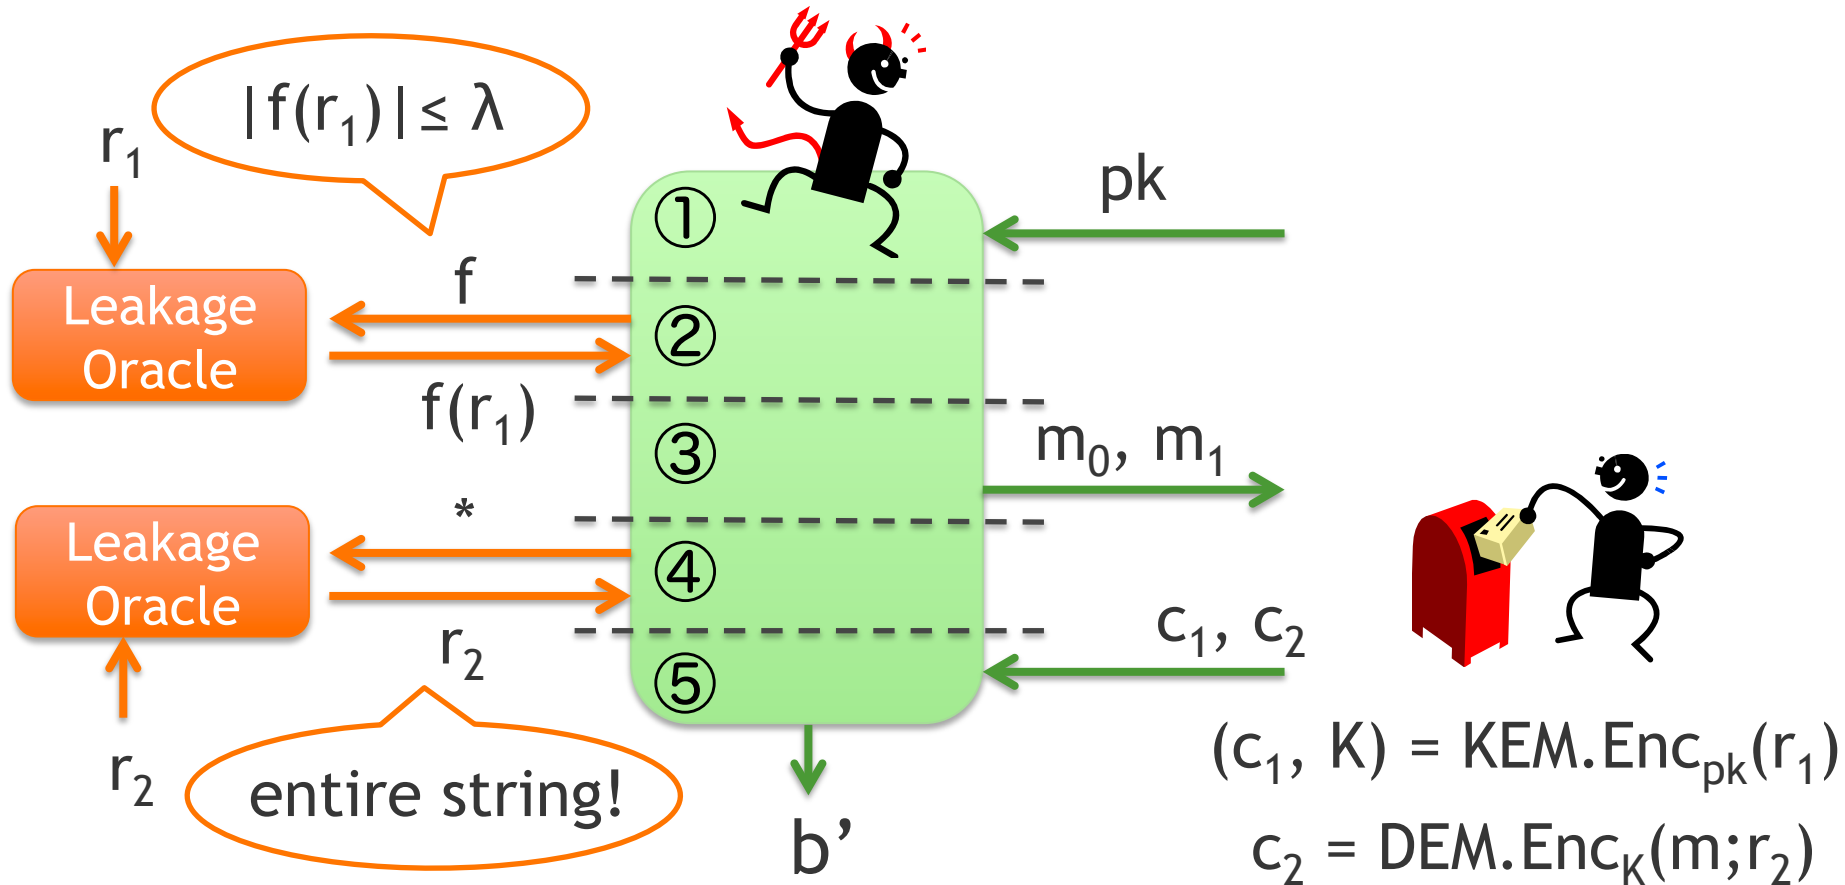 |f(r₁)|≤ λ
r₁
pk
①
Leakage
Oracle
f
②
f(r₁)
③
m₀, m₁
*
Leakage
Oracle
④
r₂
c₁, c₂
⑤
r₂
entire string!
b’
(c₁, K) = KEM.Encₚₖ(r₁)
c₂ = DEM.Enc_K(m;r₂)